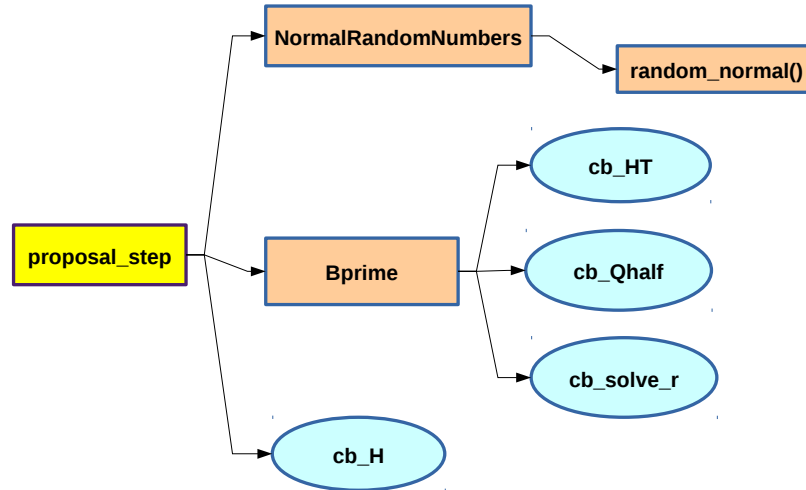 NormalRandomNumbers
random_normal()
cb_HT
proposal_step
Bprime
cb_Qhalf
cb_solve_r
cb_H